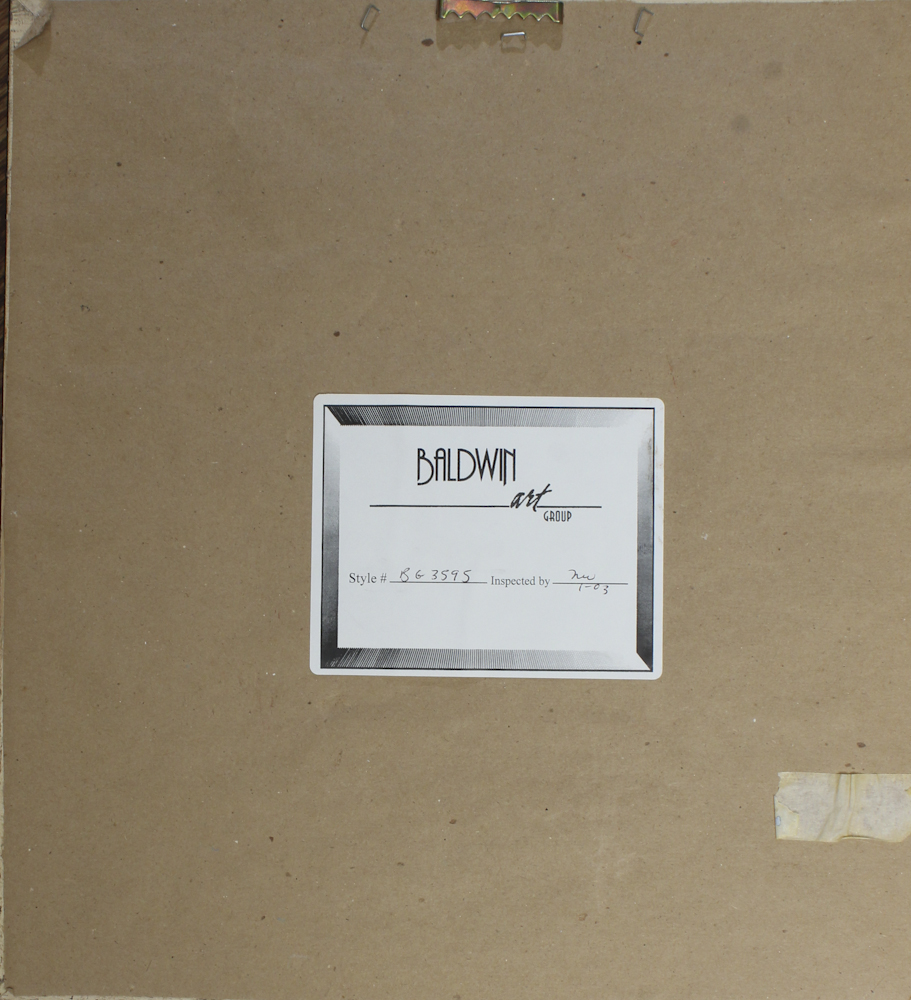 BALDWIN
art
GROUP
Style # BG 3595 Inspected by
1-03